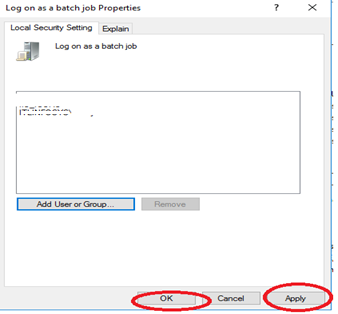 Log on as a batch job Properties
?
Local Security Setting
Explain
Log on as a batch job
Add User or Group...
Remove
OK
Cancel
Apply